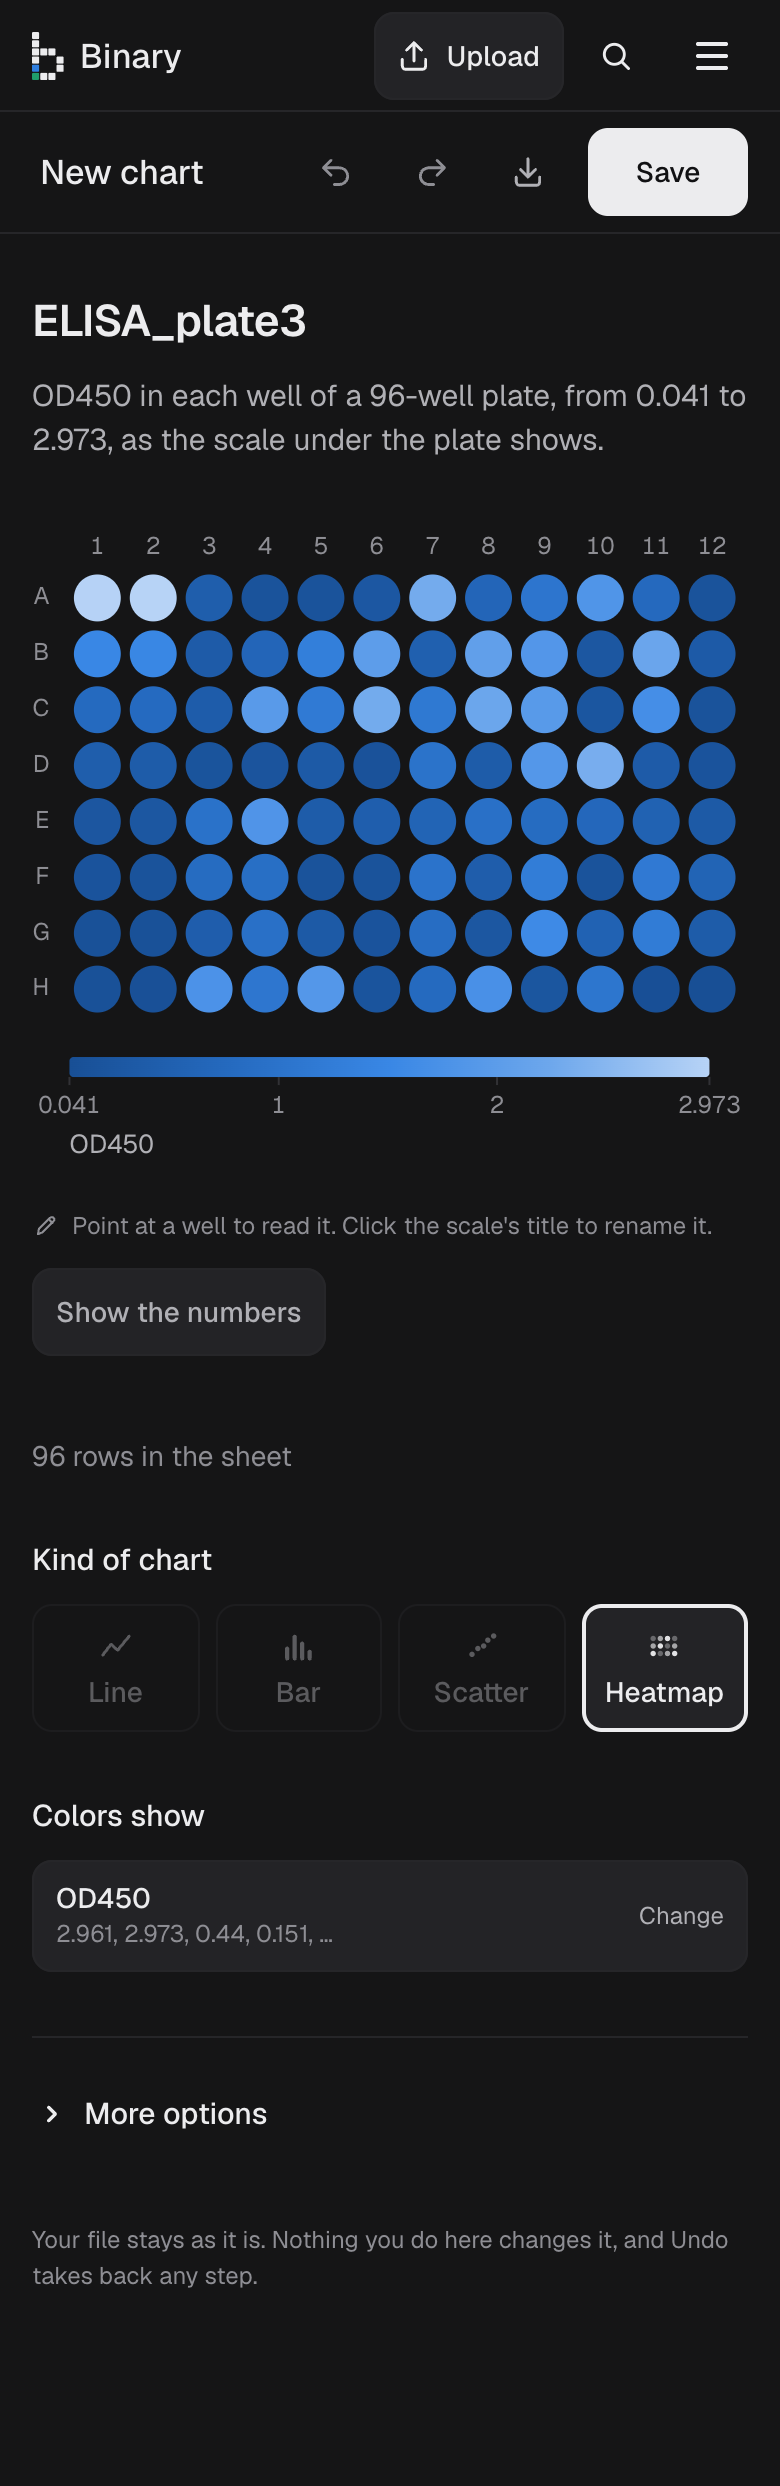 Binary
Upload
New chart
Save
ELISA_plate3
OD450 in each well of a 96-well plate, from 0.041 to
2.973, as the scale under the plate shows.
1 2 3 4 5 6 7 8 9 10 11 12
A
B
C
D
E
F
G
H
0.041 1 2 2.973
OD450
Point at a well to read it. Click the scale's title to rename it.
Show the numbers
96 rows in the sheet
Kind of chart
Line Bar Scatter Heatmap
Colors show
OD450
2.961, 2.973, 0.44, 0.151, ...
Change
More options
Your file stays as it is. Nothing you do here changes it, and Undo
takes back any step.